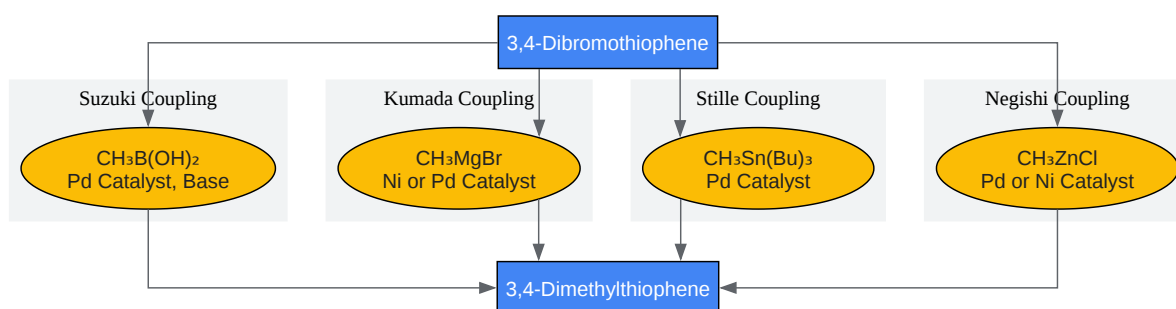 3,4-Dibromothiophene
Suzuki Coupling
Kumada Coupling
Stille Coupling
Negishi Coupling
CH₃B(OH)₂
Pd Catalyst, Base
CH₃MgBr
Ni or Pd Catalyst
CH₃Sn(Bu)₃
Pd Catalyst
CH₃ZnCl
Pd or Ni Catalyst
3,4-Dimethylthiophene